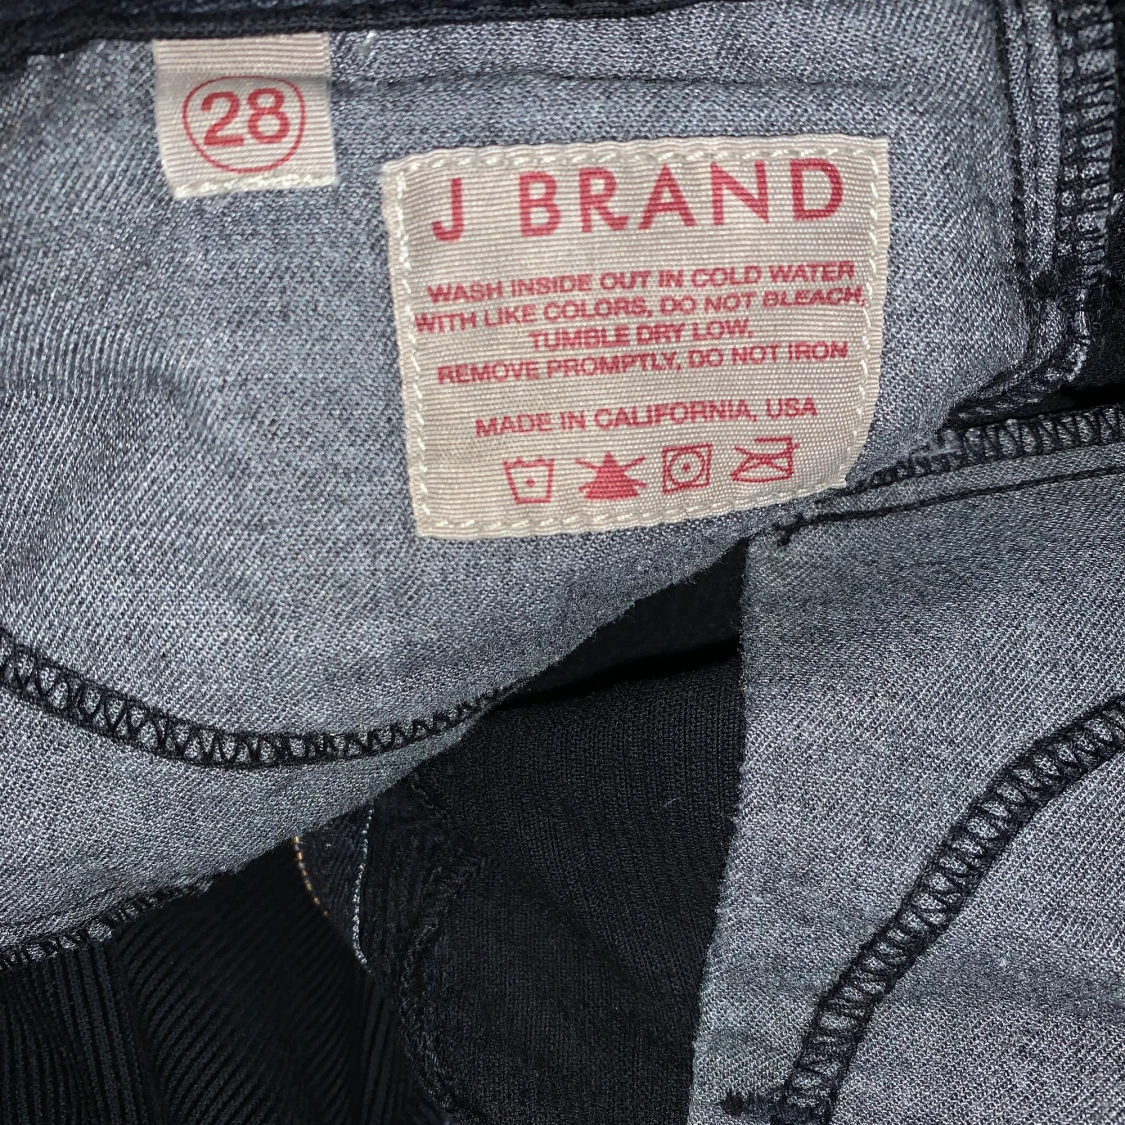 28
J BRAND
WASH INSIDE OUT IN COLD WATER
WITH LIKE COLORS, DO NOT BLEACH,
TUMBLE DRY LOW,
REMOVE PROMPTLY, DO NOT IRON
MADE IN CALIFORNIA, USA